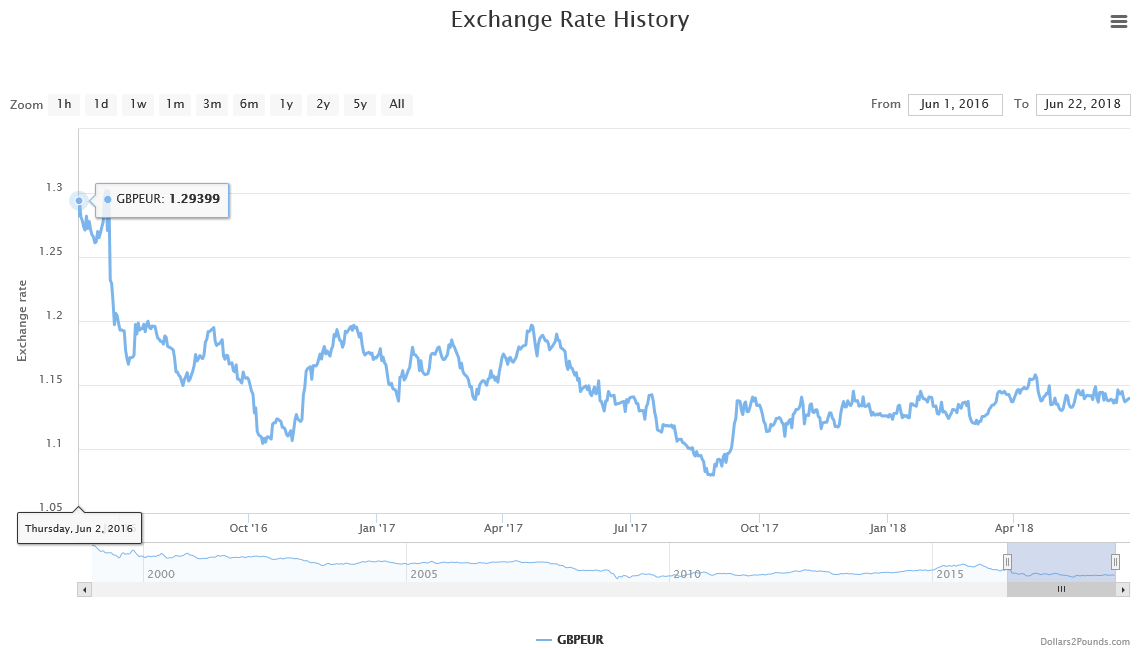 Exchange Rate History
Zoom 1h 1d 1w 1m 3m 6m 1y 2y 5y All From Jun 1, 2016 To Jun 22, 2018
1.3
GBPEUR: 1.29399
1.25
Exchange rate
1.2
1.15
1.1
1.05
Thursday, Jun 2, 2016
Oct '16 Jan '17 Apr '17 Jul '17 Oct '17 Jan '18 Apr '18
2000 2005 2010 2015
GBPEUR
Dollars2Pounds.com